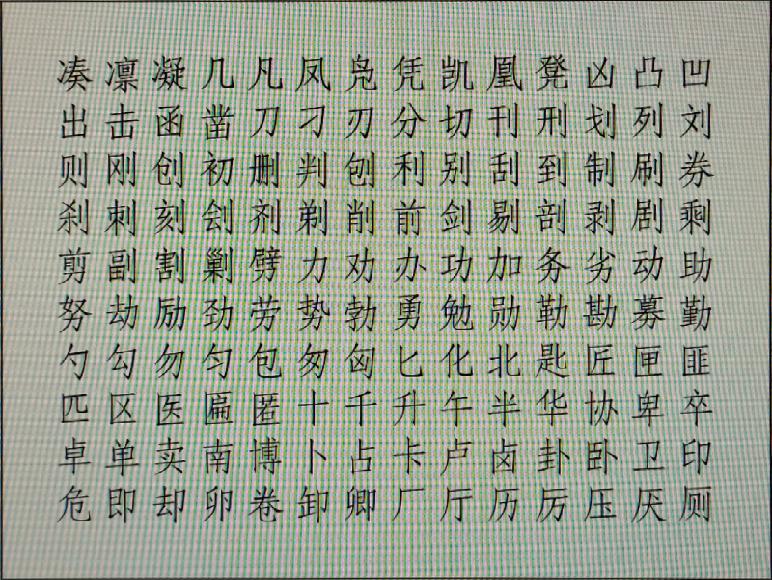 凑凛凝几凡凤凫凭凯凰凳凶凸凹
出击函凿刀刁刃分切刊刑划列刘
则刚创初删判刨利别刮到制刷券
刹刺刻刽剂剃削前剑剔剖剥剧剩
剪副割剿劈力劝办功加务劣动助
努劫励劲劳势勃勇勉勋勒勘募勤
勺勾勿匀包匆匈匕化北匙匠匣匪
匹区医匾匿十千升午半华协卑卒
卓单卖南博卜占卡卢卤卦卧卫印
危即却卵卷卸卿厂厅历厉压厌厕